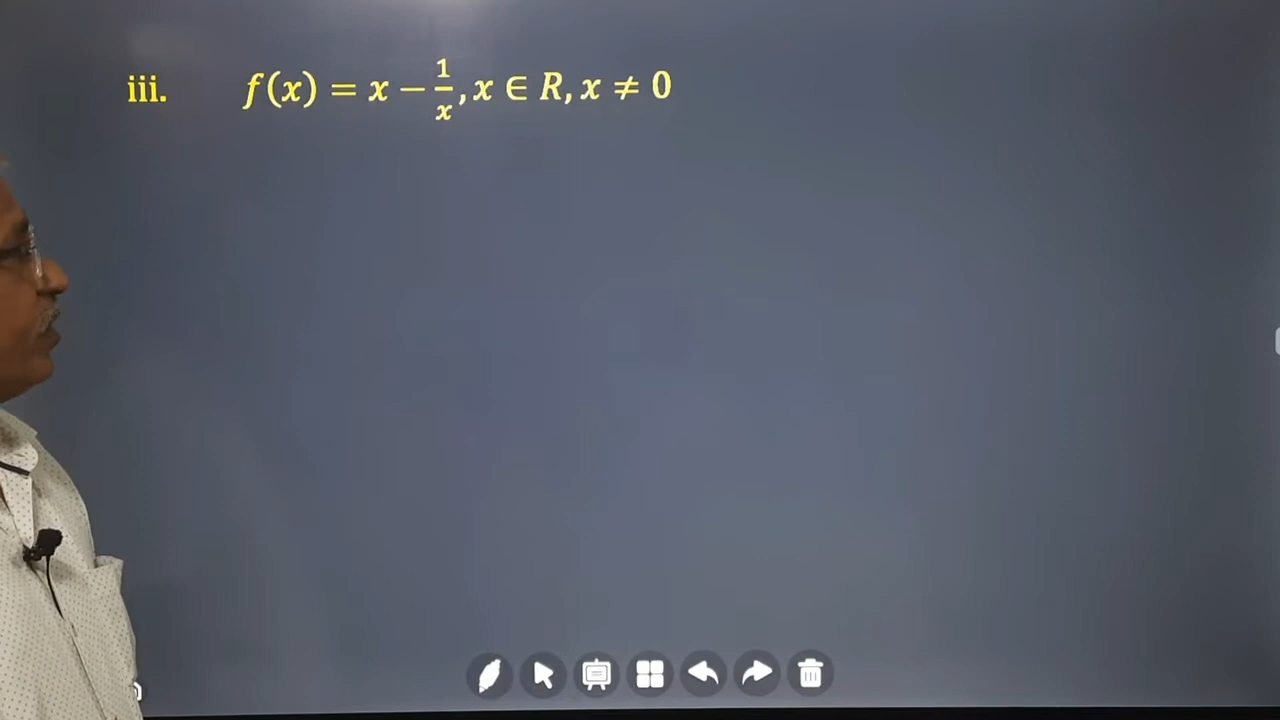 iii. f(x) = x − 1/x, x ∈ R, x ≠ 0